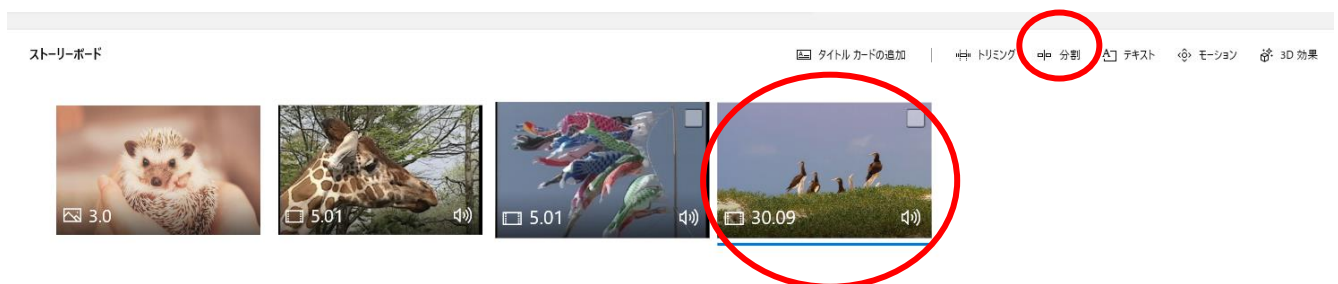 ストーリーボード
タイトル カードの追加
トリミング
分割
テキスト
モーション
3D 効果
3.0
5.01
5.01
30.09